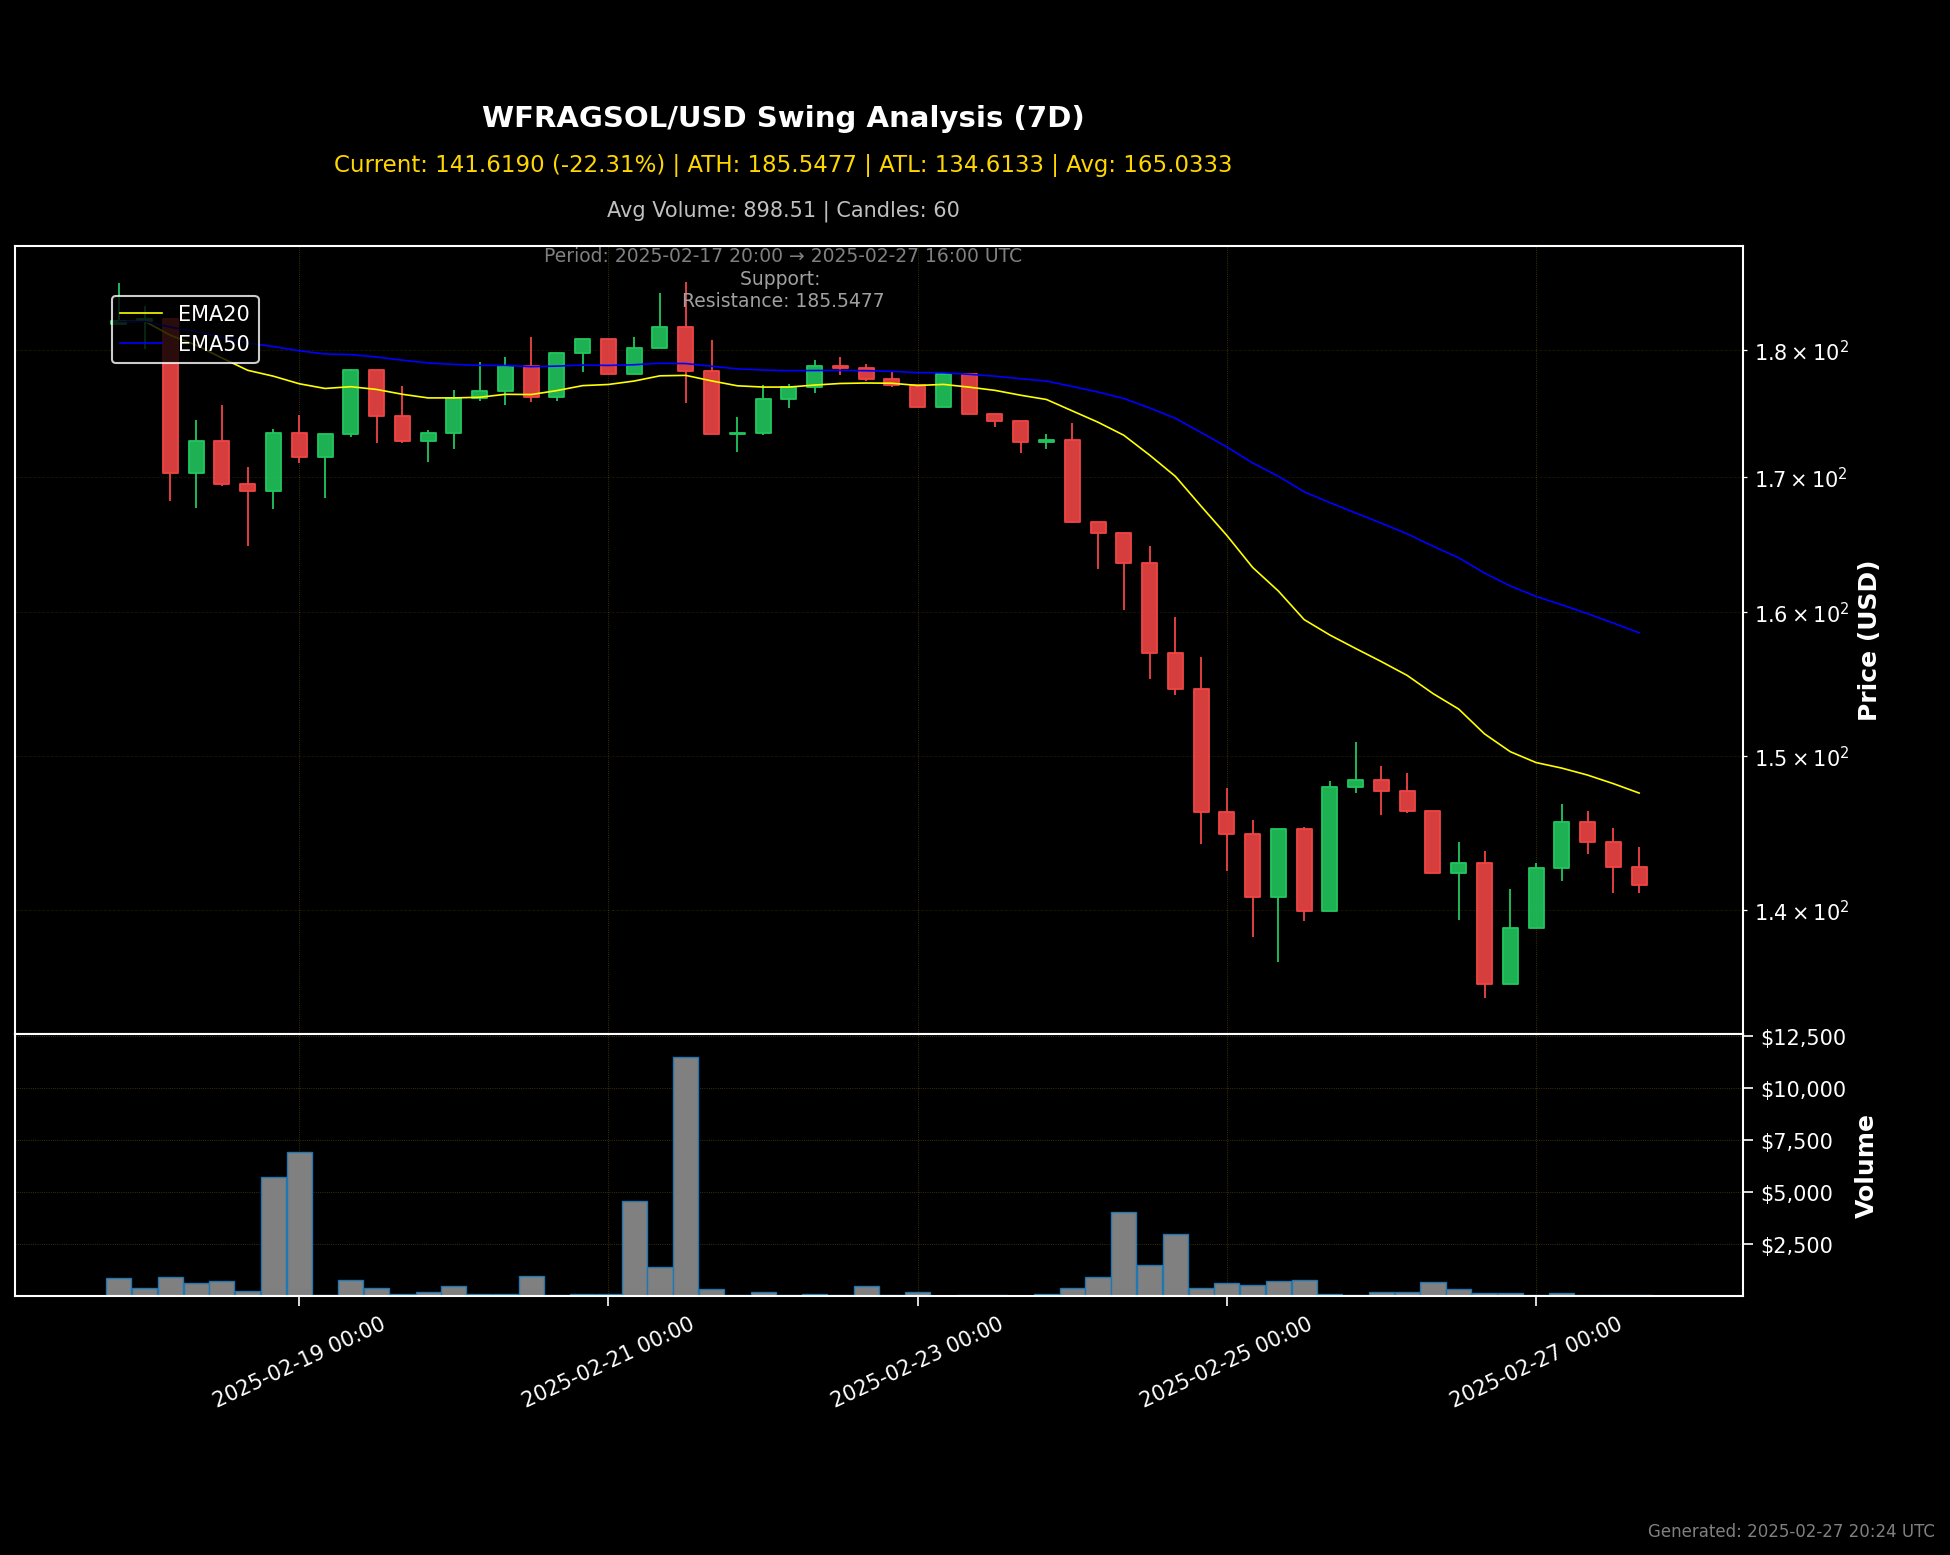 WFRAGSOL/USD Swing Analysis (7D)
Current: 141.6190 (-22.31%) | ATH: 185.5477 | ATL: 134.6133 | Avg: 165.0333
Avg Volume: 898.51 | Candles: 60
Period: 2025-02-17 20:00 → 2025-02-27 16:00 UTC
Support:
Resistance: 185.5477
EMA20
EMA50
1.8 × 10²
1.7 × 10²
1.6 × 10²
1.5 × 10²
1.4 × 10²
Price (USD)
$12,500
$10,000
$7,500
$5,000
$2,500
Volume
2025-02-19 00:00
2025-02-21 00:00
2025-02-23 00:00
2025-02-25 00:00
2025-02-27 00:00
Generated: 2025-02-27 20:24 UTC